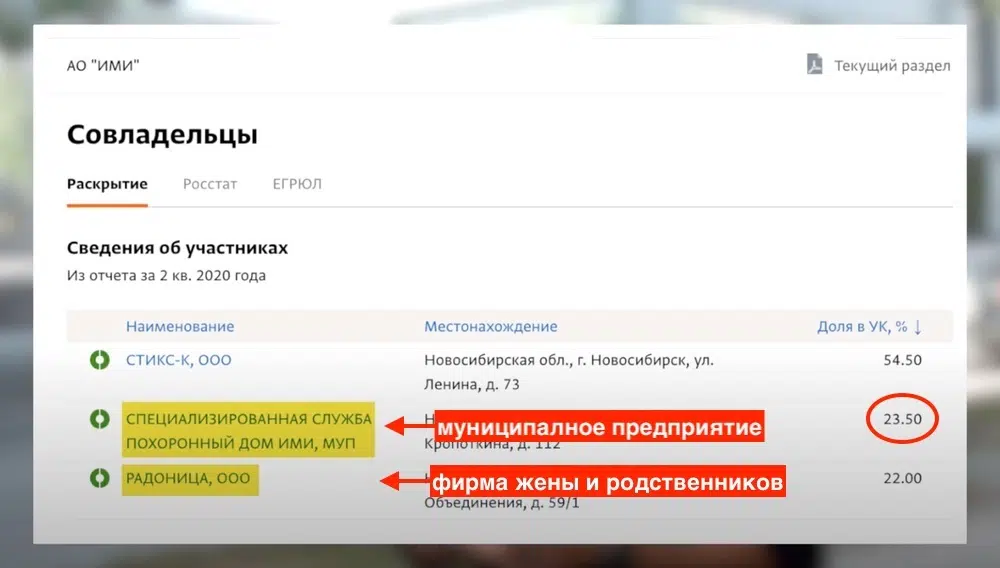 АО "ИМИ"
Текущий раздел
Совладельцы
Раскрытие Росстат ЕГРЮЛ
Сведения об участниках
Из отчета за 2 кв. 2020 года
Наименование Местонахождение Доля в УК, % ↓
СТИКС-К, ООО Новосибирская обл., г. Новосибирск, ул. 54.50
Ленина, д. 73
СПЕЦИАЛИЗИРОВАННАЯ СЛУЖБА муниципалное предприятие 23.50
ПОХОРОННЫЙ ДОМ ИМИ, МУП Кропоткина, д. 112
РАДОНИЦА, ООО фирма жены и родственников 22.00
Объединения, д. 59/1